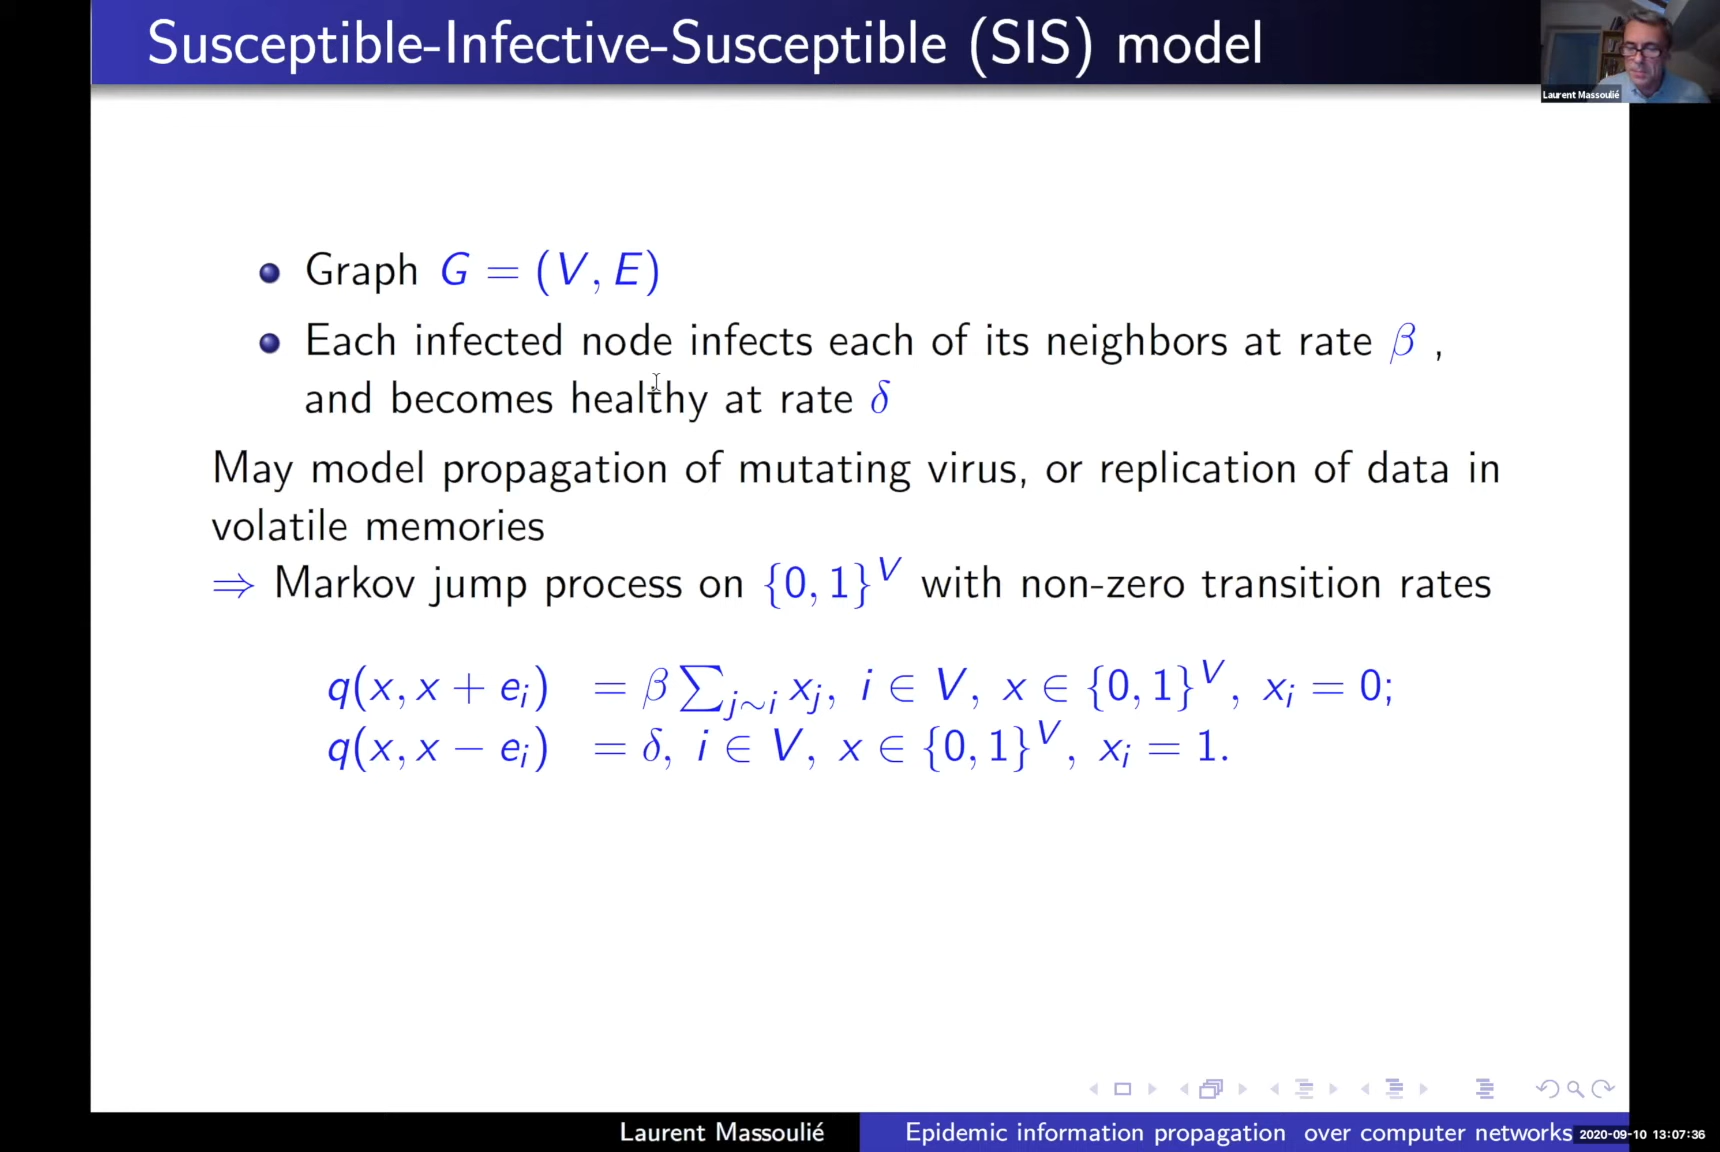 Susceptible-Infective-Susceptible (SIS) model
Laurent Massoulié
Graph G = (V, E)
Each infected node infects each of its neighbors at rate β ,
and becomes healthy at rate δ
May model propagation of mutating virus, or replication of data in
volatile memories
⇒ Markov jump process on {0, 1}^V with non-zero transition rates
q(x, x + e_i) = β ∑_{j∼i} x_j, i ∈ V, x ∈ {0, 1}^V, x_i = 0;
q(x, x − e_i) = δ, i ∈ V, x ∈ {0, 1}^V, x_i = 1.
Laurent Massoulié Epidemic information propagation over computer networks 2020-09-10 13:07:36